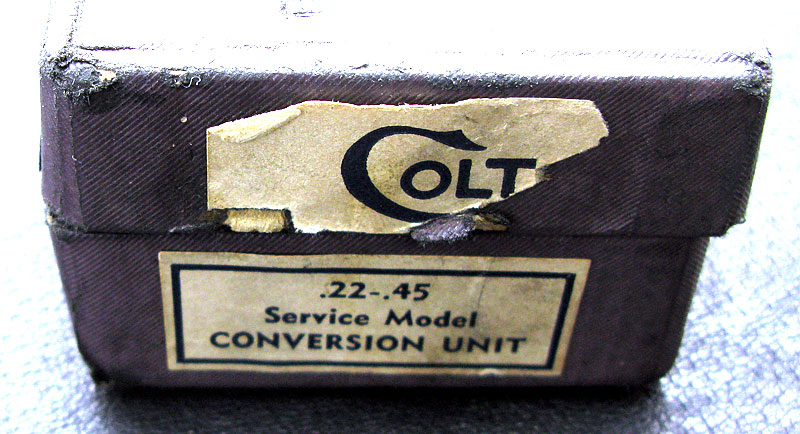 COLT
.22-.45
Service Model
CONVERSION UNIT